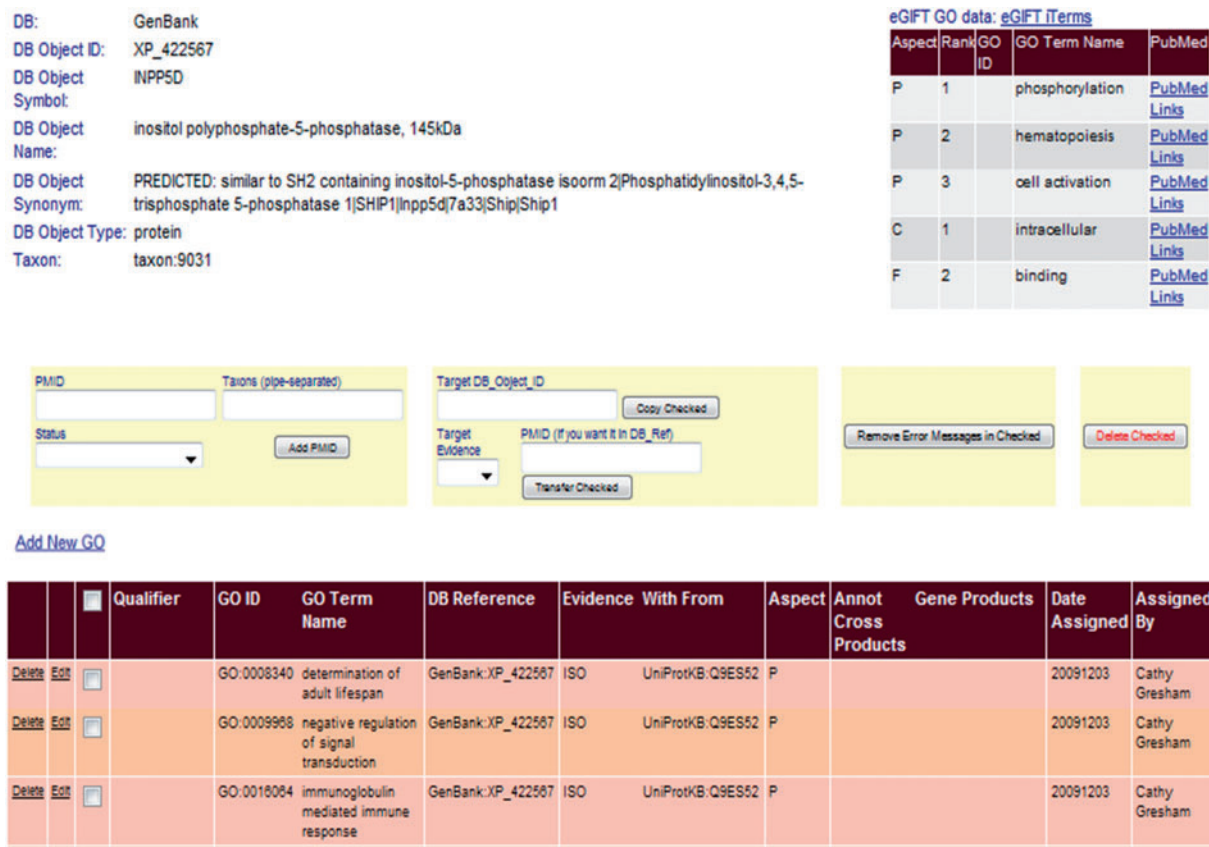 DB: GenBank
DB Object ID: XP_422567
DB Object Symbol: INPP5D
DB Object Name: inositol polyphosphate-5-phosphatase, 145kDa
DB Object Synonym: PREDICTED: similar to SH2 containing inositol-5-phosphatase isoorm 2|Phosphatidylinositol-3,4,5-
trisphosphate 5-phosphatase 1|SHIP1|Inpp5d|7a33|Ship|Ship1
DB Object Type: protein
Taxon: taxon:9031
eGIFT GO data: eGIFT iTerms
Aspect Rank GO ID GO Term Name PubMed
P 1 phosphorylation PubMed Links
P 2 hematopoiesis PubMed Links
P 3 cell activation PubMed Links
C 1 intracellular PubMed Links
F 2 binding PubMed Links
PMID Taxons (pipe-separated)
Status Add PMID
Target DB_Object_ID Copy Checked
Target Evidence PMID (if you want it in DB_Ref)
Transfer Checked
Remove Error Messages in Checked
Delete Checked
Add New GO
Qualifier GO ID GO Term Name DB Reference Evidence With From Aspect Annot Cross Products Gene Products Date Assigned Assigned By
Delete Edit GO:0008340 determination of adult lifespan GenBank:XP_422567 ISO UniProtKB:Q9ES52 P 20091203 Cathy Gresham
Delete Edit GO:0009968 negative regulation of signal transduction GenBank:XP_422567 ISO UniProtKB:Q9ES52 P 20091203 Cathy Gresham
Delete Edit GO:0016064 immunoglobulin mediated immune response GenBank:XP_422567 ISO UniProtKB:Q9ES52 P 20091203 Cathy Gresham